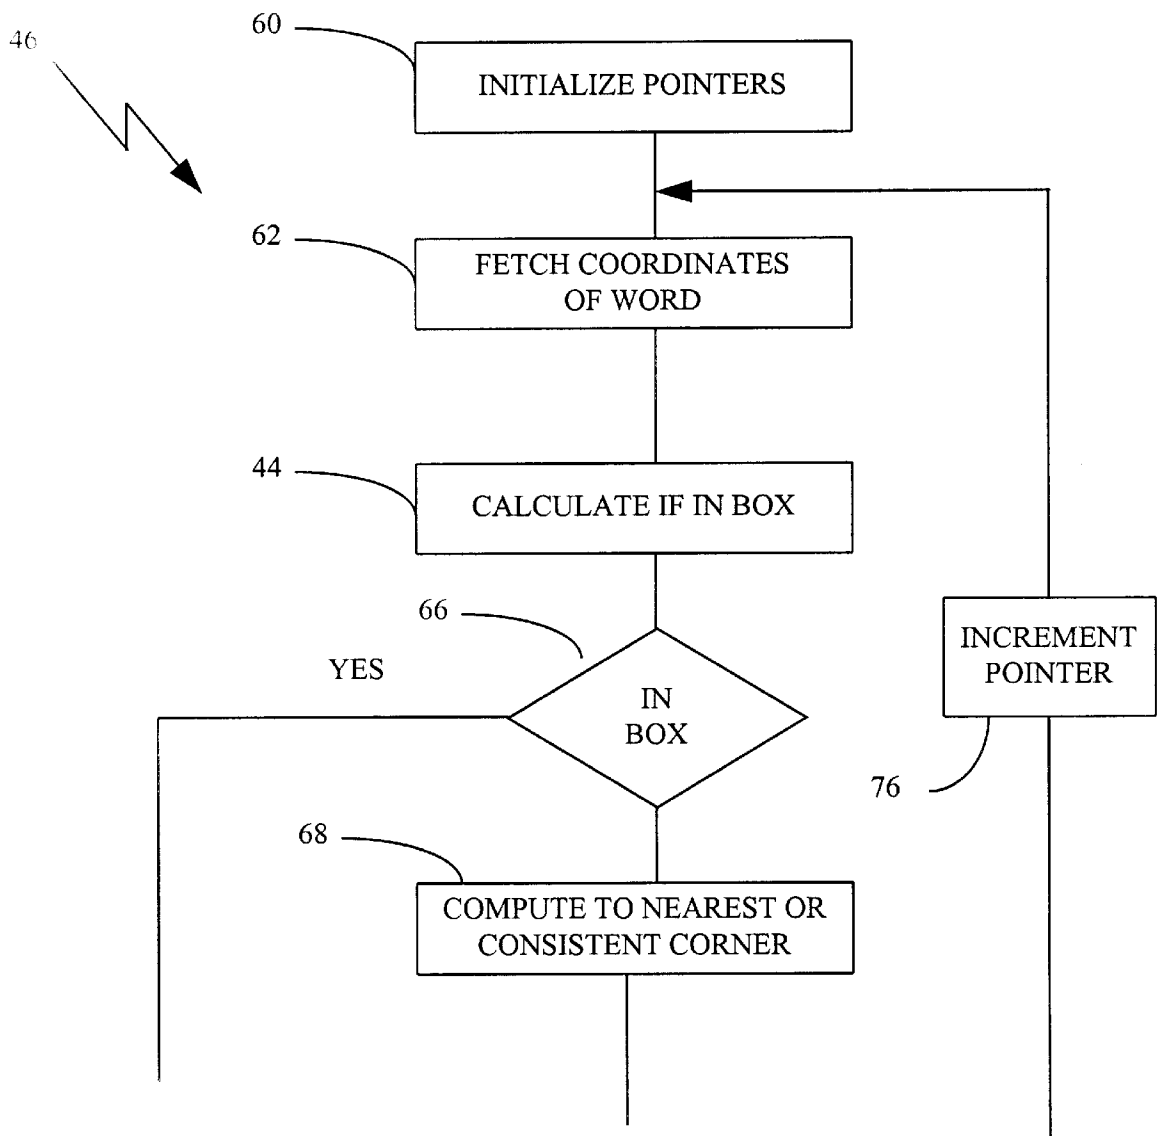 46
60
INITIALIZE POINTERS
62
FETCH COORDINATES
OF WORD
44
CALCULATE IF IN BOX
66
YES
IN
BOX
INCREMENT
POINTER
76
68
COMPUTE TO NEAREST OR
CONSISTENT CORNER